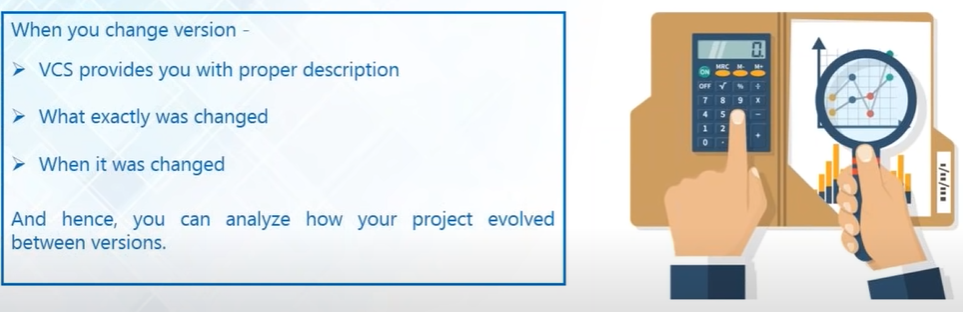 When you change version -
➤ VCS provides you with proper description
➤ What exactly was changed
➤ When it was changed
And hence, you can analyze how your project evolved
between versions.
0.
MRC M- M+
ON
OFF √ % ÷
7 8 9 X
4 5 -
1 2
0 . +